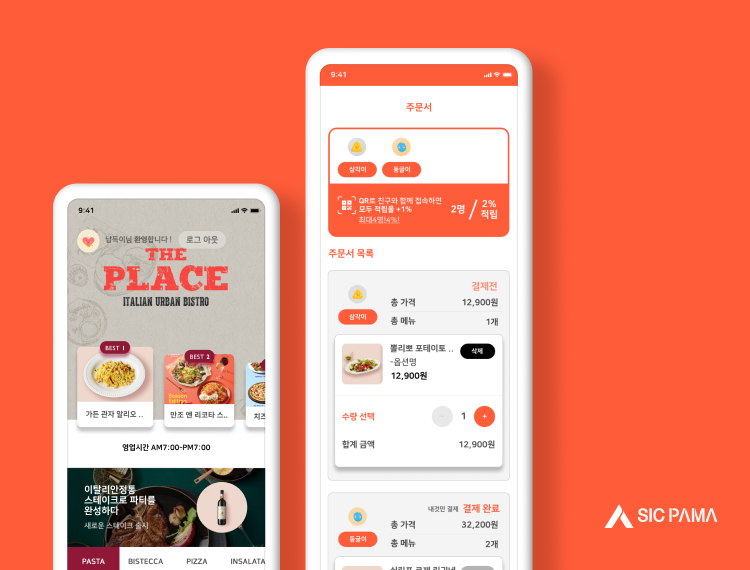 9:41
주문서
삼각이
동글이
QR로 친구와 함께 접속하면
모두 적립율 +1%
최대4명(4%!)
2명 / 2%
적립
주문서 목록
결제전
삼각이
총 가격 12,900원
총 메뉴 1개
뽈리뽀 포테이토 ..
-옵션명
12,900원
삭제
수량 선택 - 1 +
합계 금액 12,900원
내것만 결제 결제 완료
동글이
총 가격 32,200원
총 메뉴 2개
9:41
납득이님 환영합니다 !
로그 아웃
THE
PLACE
ITALIAN URBAN BISTRO
BEST 1
가든 관자 알리오 ..
BEST 2
만조 앤 리코타 스..
치즈
영업시간 AM7:00-PM7:00
이탈리안정통
스테이크로 파티를
완성하다
새로운 스테이크 출시
PASTA BISTECCA PIZZA INSALATA
SIC PAMA